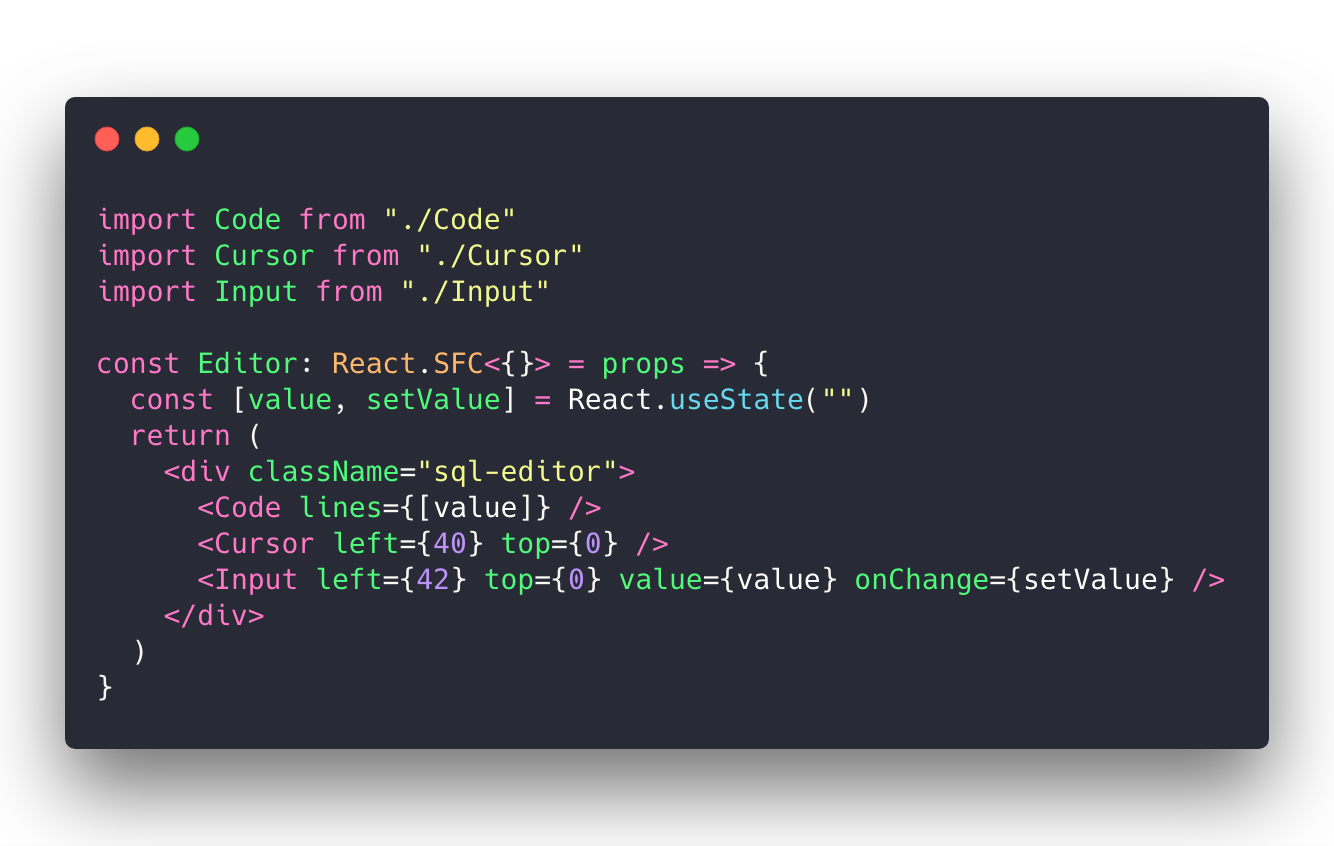 import Code from "./Code"
import Cursor from "./Cursor"
import Input from "./Input"

const Editor: React.SFC<{}> = props => {
  const [value, setValue] = React.useState("")
  return (
    <div className="sql-editor">
      <Code lines={[value]} />
      <Cursor left={40} top={0} />
      <Input left={42} top={0} value={value} onChange={setValue} />
    </div>
  )
}